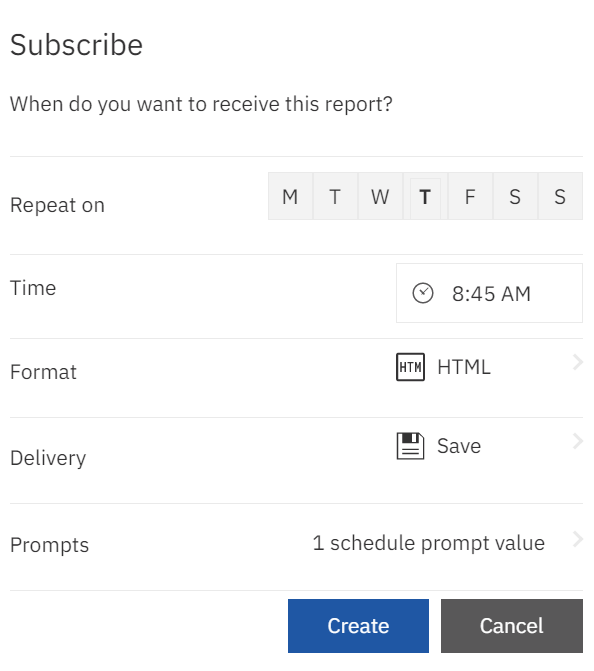 Subscribe
When do you want to receive this report?
Repeat on M T W T F S S
Time 8:45 AM
Format HTM HTML
Delivery Save
Prompts 1 schedule prompt value
Create Cancel